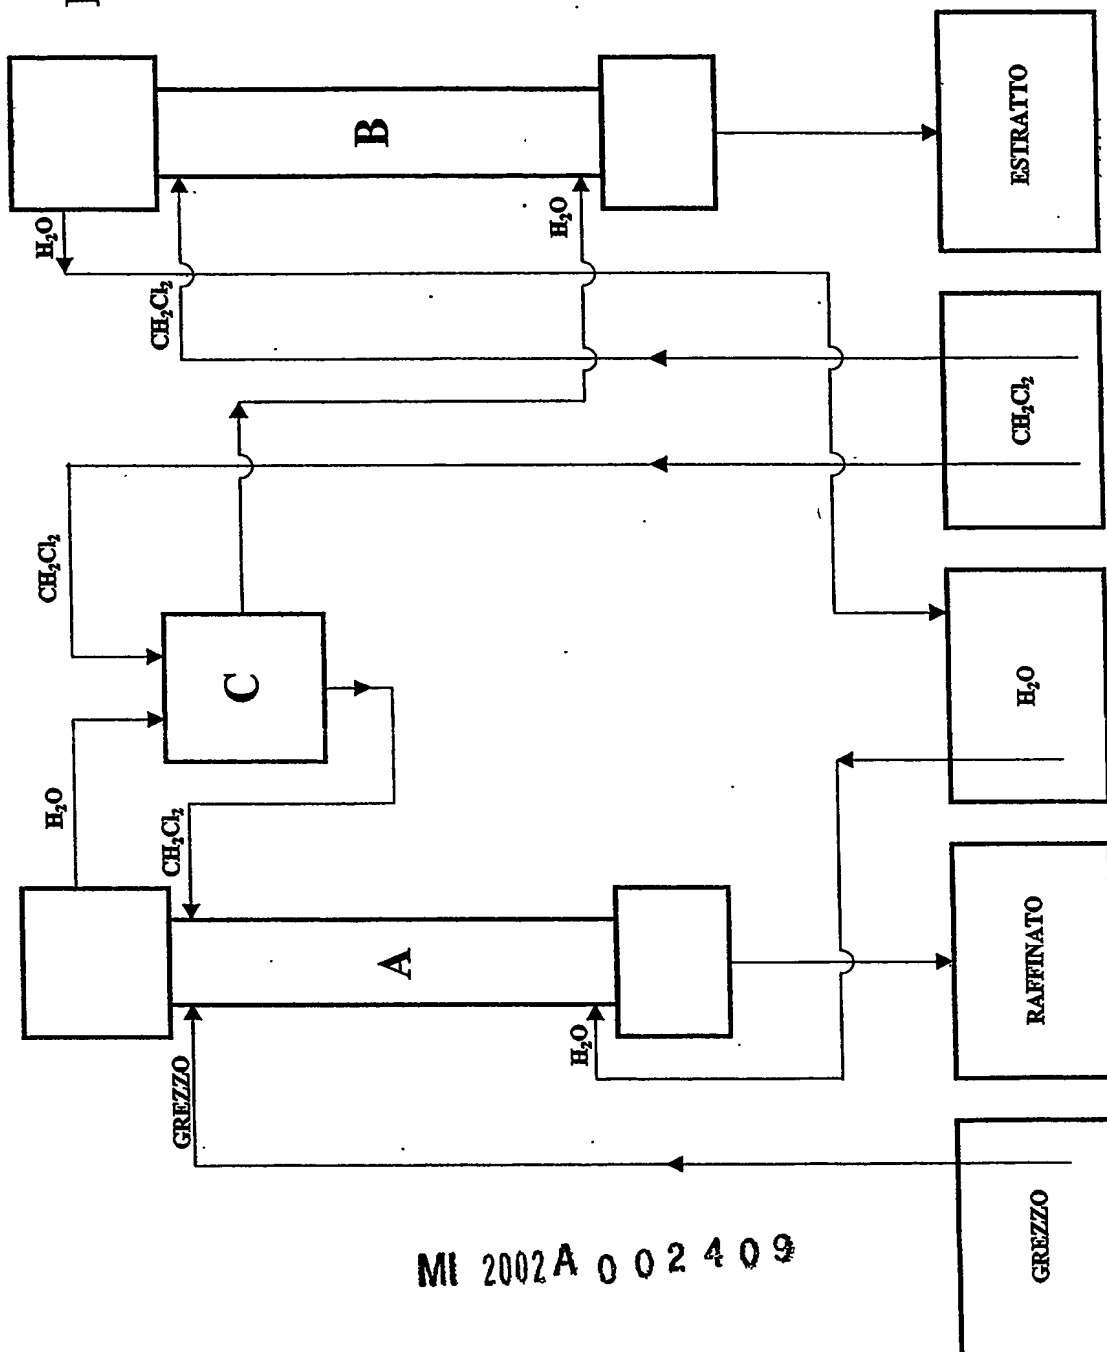 H₂O
CH₂Cl₂
H₂O
B
ESTRATTO
CH₂Cl₂
CH₂Cl₂
C
H₂O
H₂O
CH₂Cl₂
A
RAFFINATO
GREZZO
H₂O
GREZZO
MI 2002A 002409